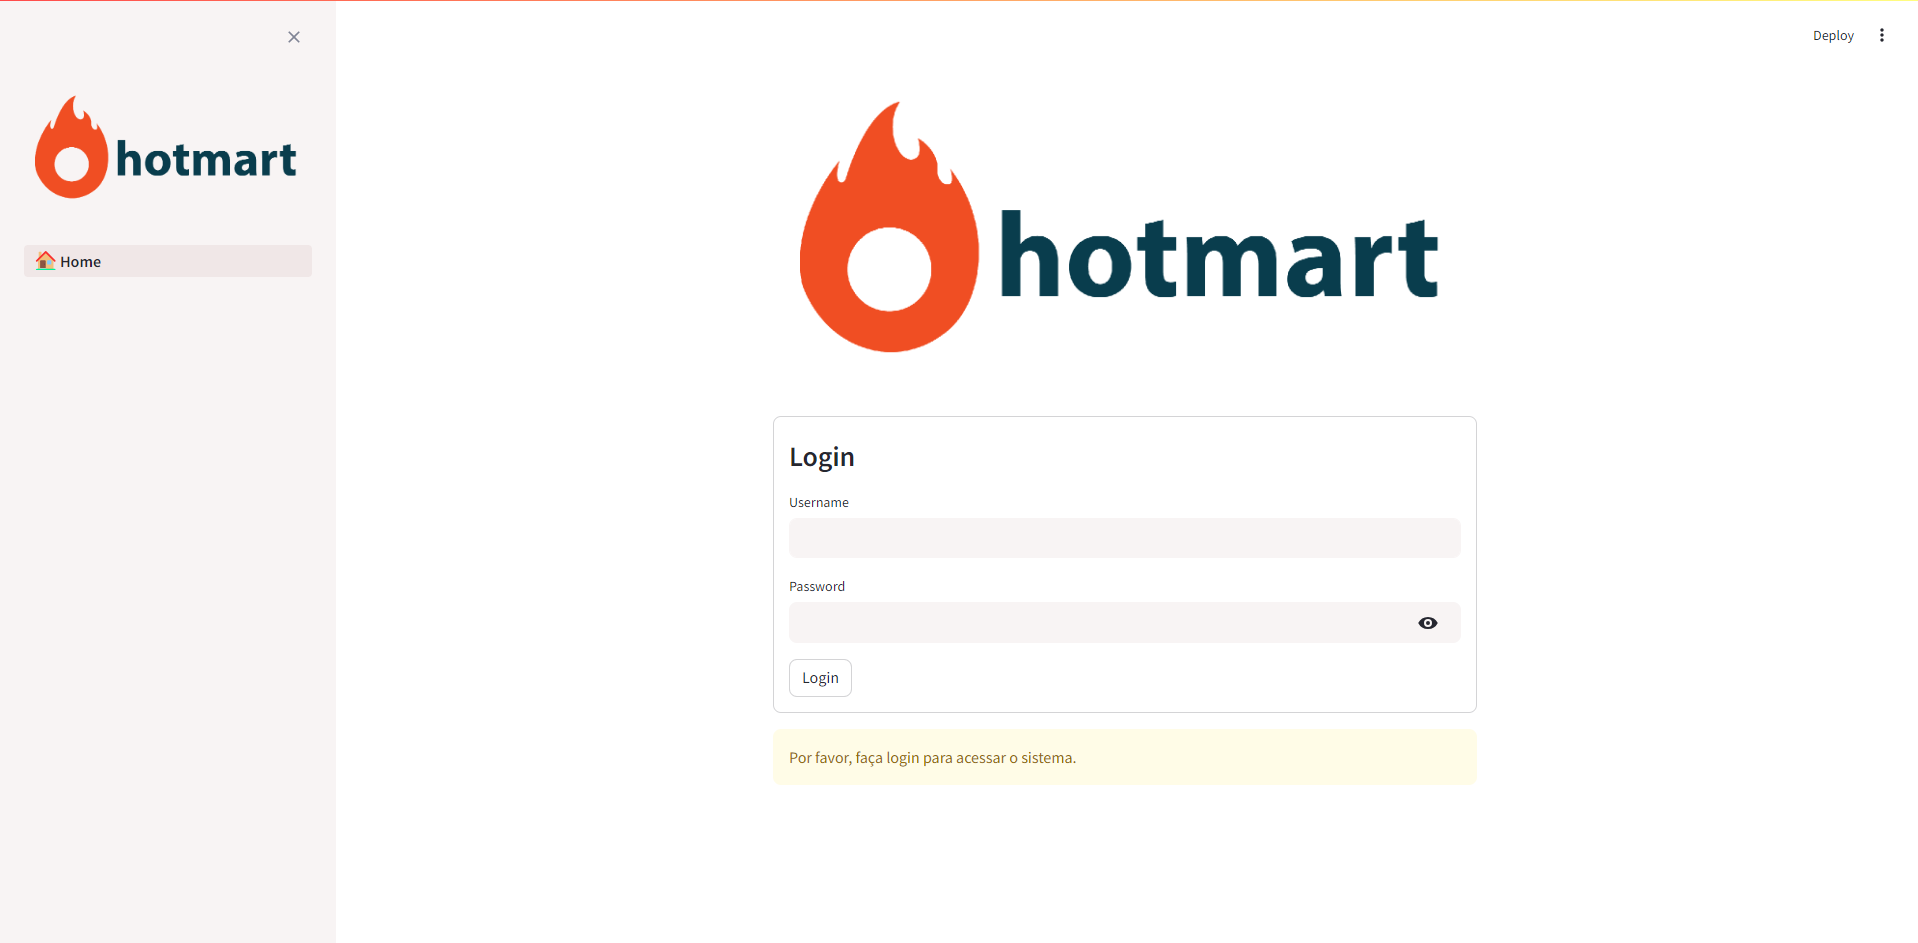 hotmart
Home
Deploy
hotmart
Login
Username
Password
Login
Por favor, faça login para acessar o sistema.